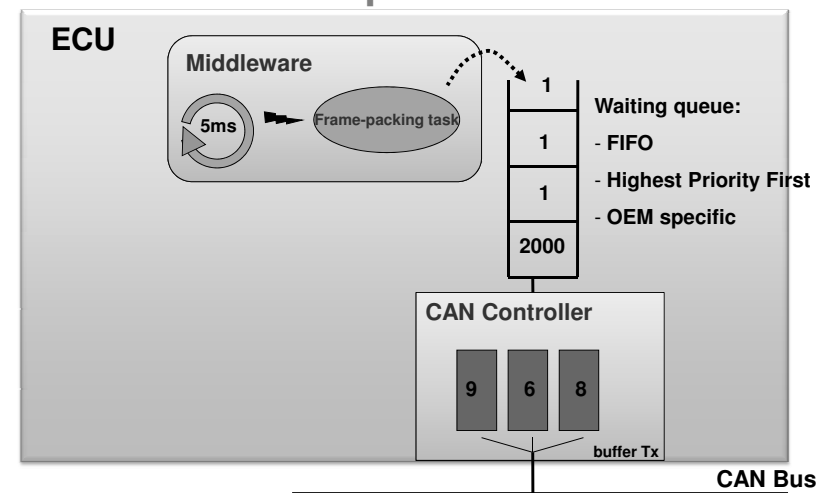 ECU
Middleware
5ms
Frame-packing task
1
1
1
2000
Waiting queue:
- FIFO
- Highest Priority First
- OEM specific
CAN Controller
9 6 8
buffer Tx
CAN Bus